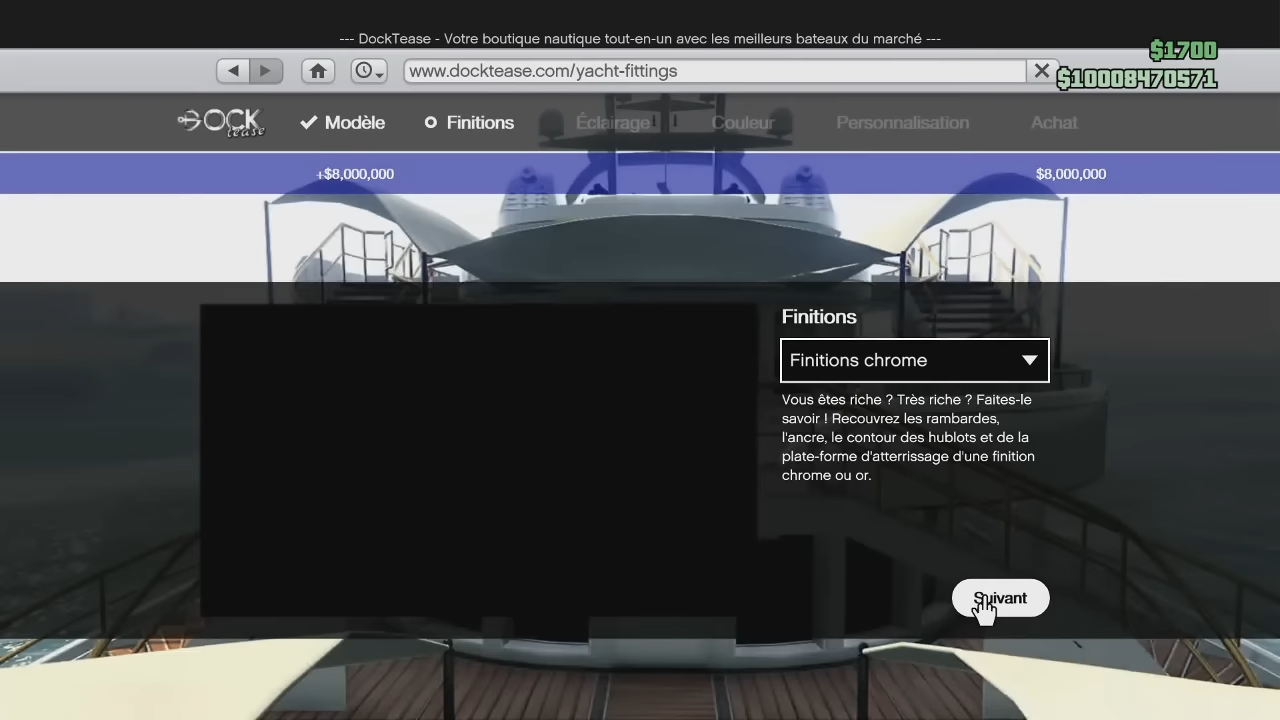 --- DockTease - Votre boutique nautique tout-en-un avec les meilleurs bateaux du marché ---
$1700
www.docktease.com/yacht-fittings
$10008470571
DOCK tease
Modèle
Finitions
Éclairage
Couleur
Personnalisation
Achat
+$8,000,000
$8,000,000
Finitions
Finitions chrome
Vous êtes riche ? Très riche ? Faites-le
savoir ! Recouvrez les rambardes,
l'ancre, le contour des hublots et de la
plate-forme d'atterrissage d'une finition
chrome ou or.
Suivant